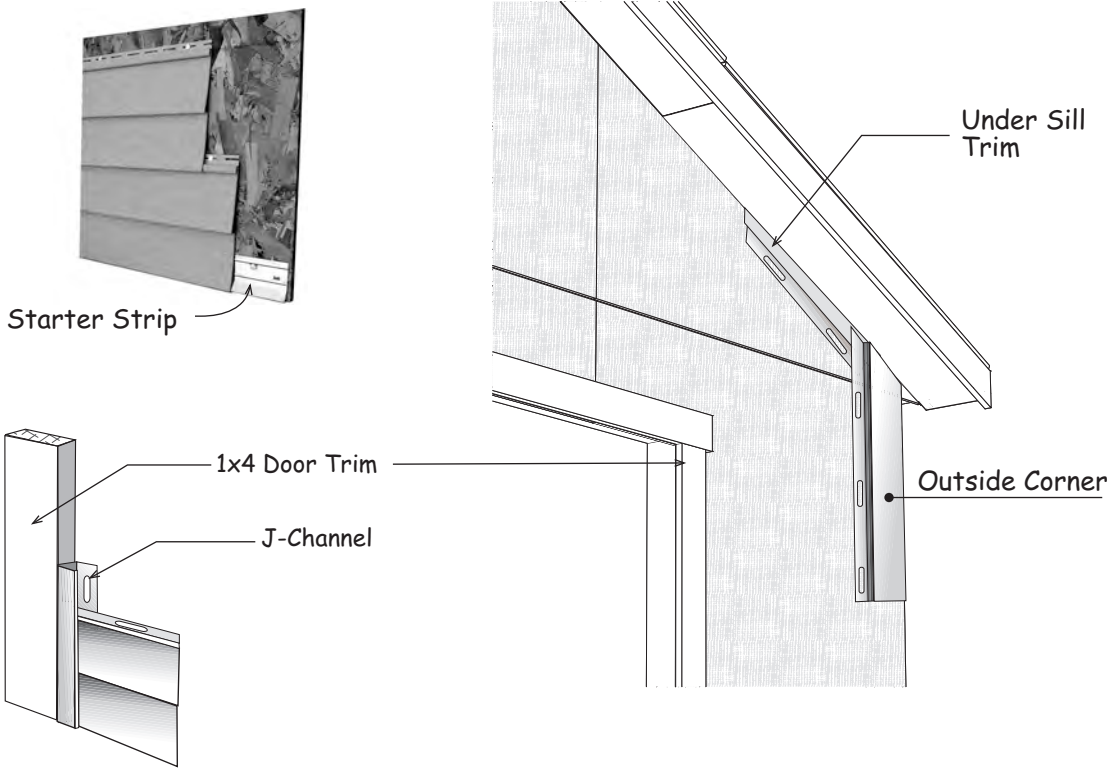 Under Sill
Trim
Starter Strip
1x4 Door Trim
Outside Corner
J-Channel